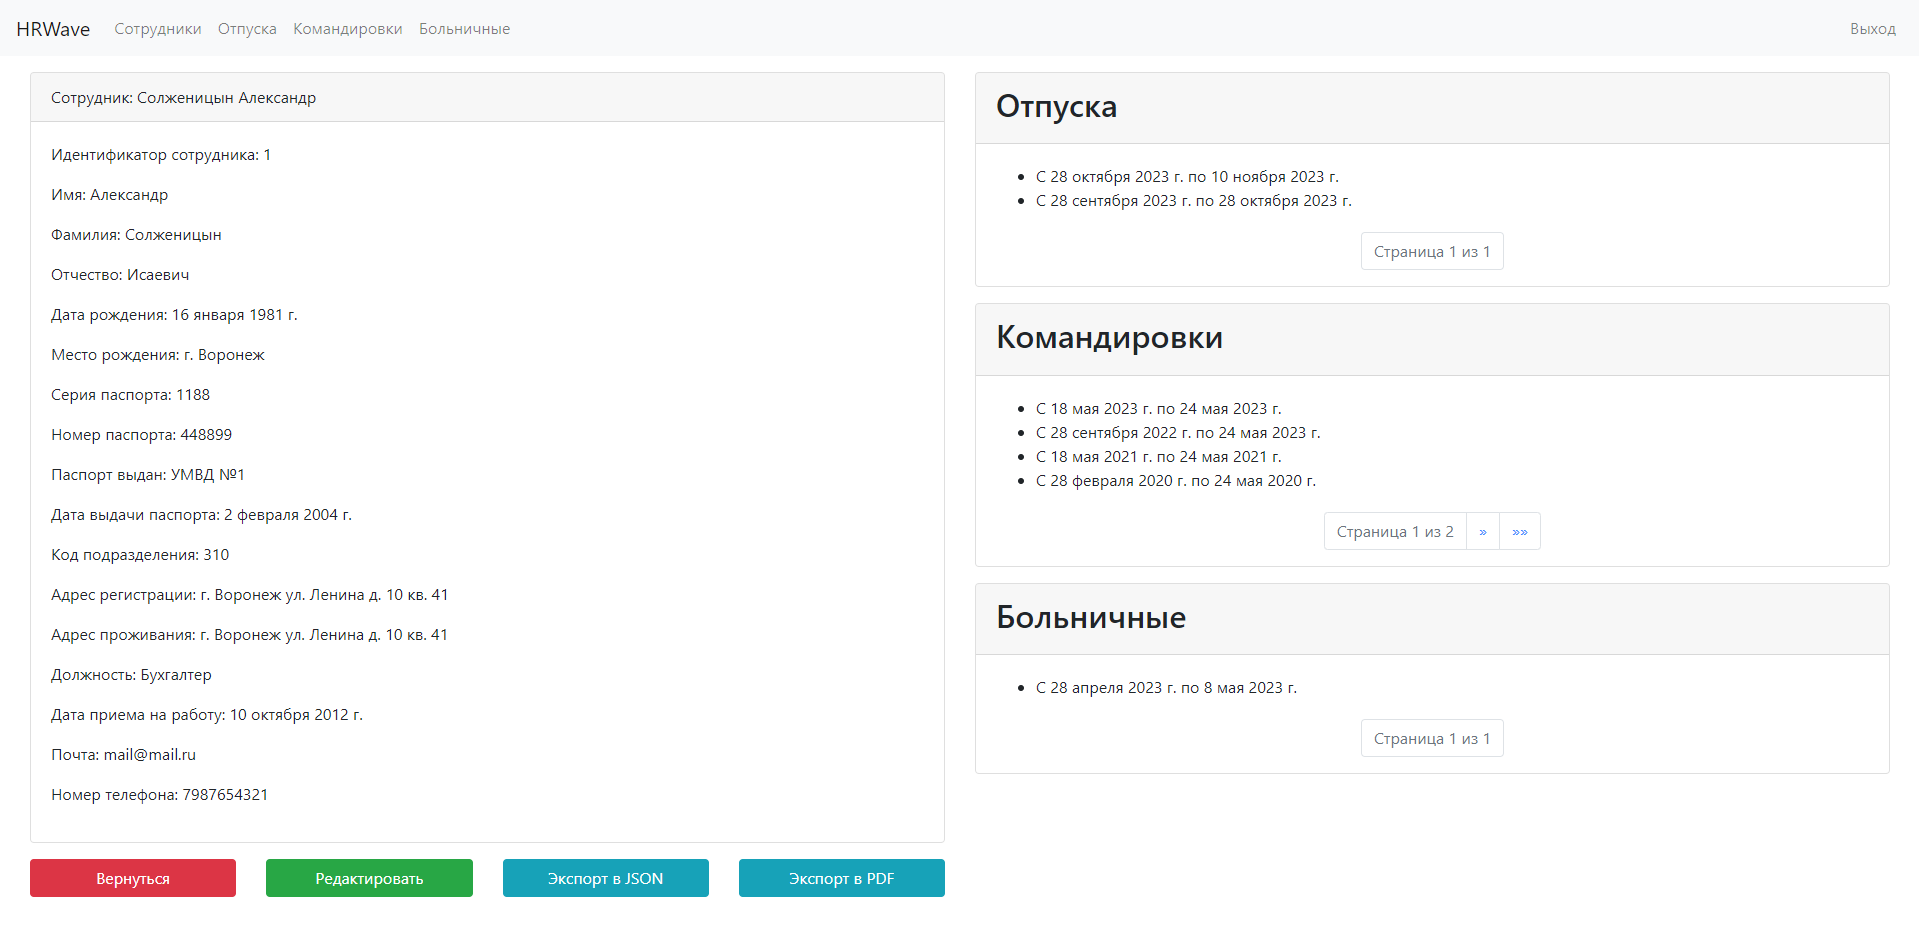 HRWave Сотрудники Отпуска Командировки Больничные Выход
Сотрудник: Солженицын Александр
Идентификатор сотрудника: 1
Имя: Александр
Фамилия: Солженицын
Отчество: Исаевич
Дата рождения: 16 января 1981 г.
Место рождения: г. Воронеж
Серия паспорта: 1188
Номер паспорта: 448899
Паспорт выдан: УМВД №1
Дата выдачи паспорта: 2 февраля 2004 г.
Код подразделения: 310
Адрес регистрации: г. Воронеж ул. Ленина д. 10 кв. 41
Адрес проживания: г. Воронеж ул. Ленина д. 10 кв. 41
Должность: Бухгалтер
Дата приема на работу: 10 октября 2012 г.
Почта: mail@mail.ru
Номер телефона: 7987654321
Вернуться Редактировать Экспорт в JSON Экспорт в PDF
Отпуска
• С 28 октября 2023 г. по 10 ноября 2023 г.
• С 28 сентября 2023 г. по 28 октября 2023 г.
Страница 1 из 1
Командировки
• С 18 мая 2023 г. по 24 мая 2023 г.
• С 28 сентября 2022 г. по 24 мая 2023 г.
• С 18 мая 2021 г. по 24 мая 2021 г.
• С 28 февраля 2020 г. по 24 мая 2020 г.
Страница 1 из 2 » »»
Больничные
• С 28 апреля 2023 г. по 8 мая 2023 г.
Страница 1 из 1